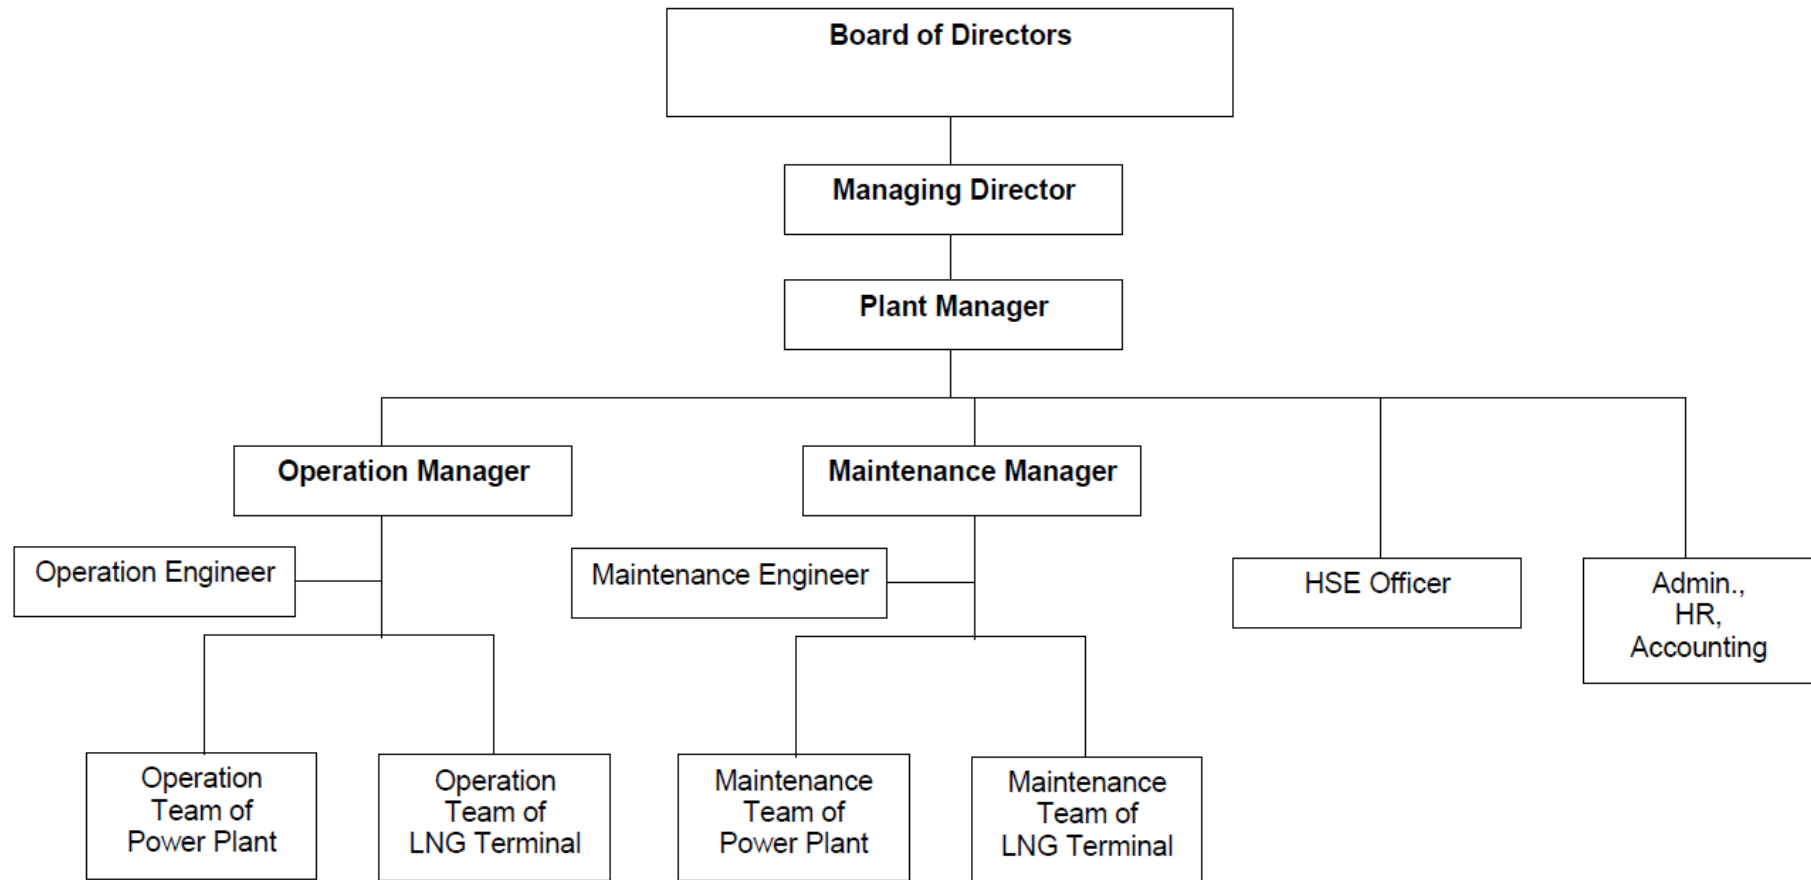 Board of Directors
Managing Director
Plant Manager
Operation Manager
Maintenance Manager
Operation Engineer
Maintenance Engineer
HSE Officer
Admin.,
HR,
Accounting
Operation
Team of
Power Plant
Operation
Team of
LNG Terminal
Maintenance
Team of
Power Plant
Maintenance
Team of
LNG Terminal